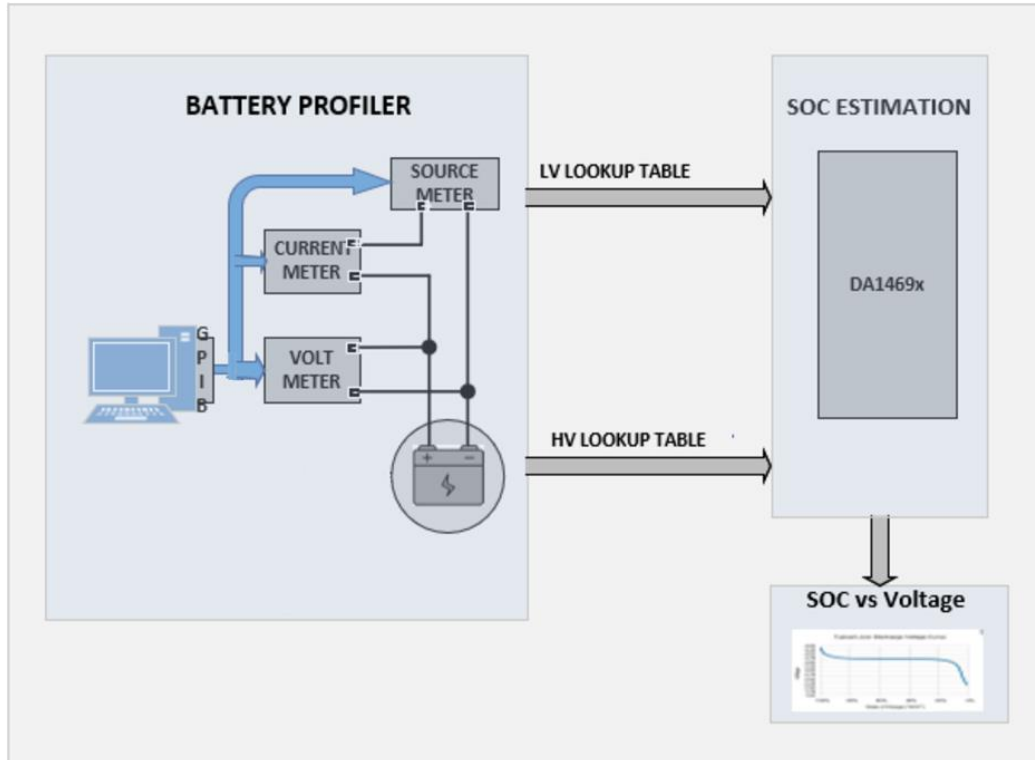 BATTERY PROFILER
SOURCE
METER
CURRENT
METER
VOLT
METER
G
P
I
B
+ −
LV LOOKUP TABLE
HV LOOKUP TABLE
SOC ESTIMATION
DA1469x
SOC vs Voltage